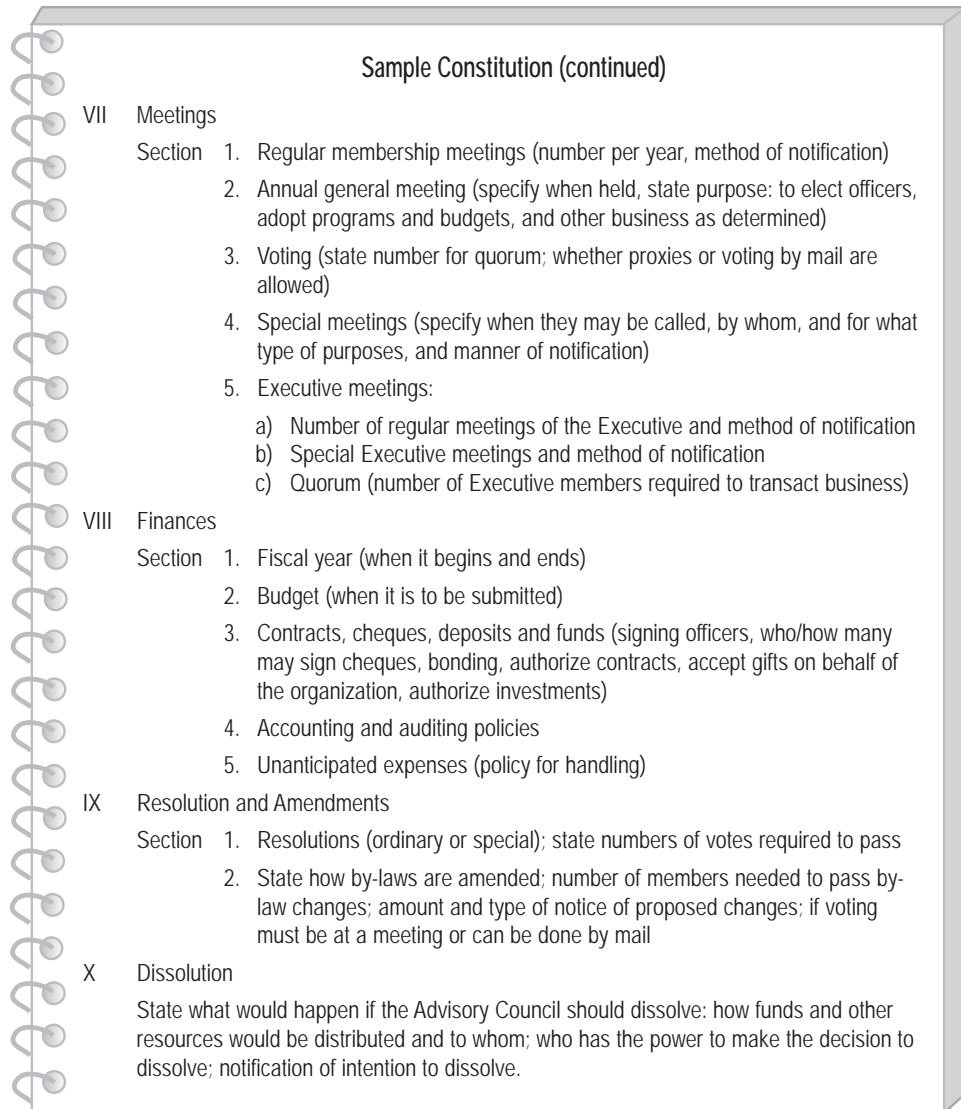 Sample Constitution (continued)
VII Meetings
Section 1. Regular membership meetings (number per year, method of notification)
2. Annual general meeting (specify when held, state purpose: to elect officers,
adopt programs and budgets, and other business as determined)
3. Voting (state number for quorum; whether proxies or voting by mail are
allowed)
4. Special meetings (specify when they may be called, by whom, and for what
type of purposes, and manner of notification)
5. Executive meetings:
a) Number of regular meetings of the Executive and method of notification
b) Special Executive meetings and method of notification
c) Quorum (number of Executive members required to transact business)
VIII Finances
Section 1. Fiscal year (when it begins and ends)
2. Budget (when it is to be submitted)
3. Contracts, cheques, deposits and funds (signing officers, who/how many
may sign cheques, bonding, authorize contracts, accept gifts on behalf of
the organization, authorize investments)
4. Accounting and auditing policies
5. Unanticipated expenses (policy for handling)
IX Resolution and Amendments
Section 1. Resolutions (ordinary or special); state numbers of votes required to pass
2. State how by-laws are amended; number of members needed to pass by-
law changes; amount and type of notice of proposed changes; if voting
must be at a meeting or can be done by mail
X Dissolution
State what would happen if the Advisory Council should dissolve: how funds and other
resources would be distributed and to whom; who has the power to make the decision to
dissolve; notification of intention to dissolve.